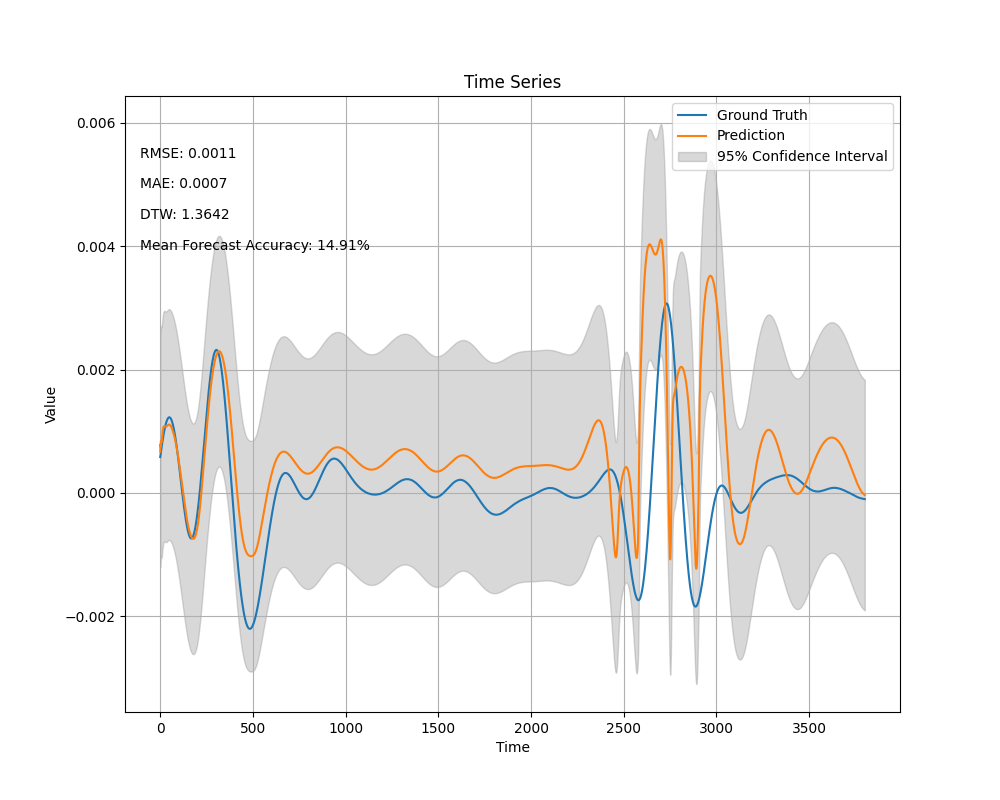 Time Series
Ground Truth
Prediction
95% Confidence Interval
RMSE: 0.0011
MAE: 0.0007
DTW: 1.3642
Mean Forecast Accuracy: 14.91%
0.006
0.004
0.002
0.000
−0.002
Value
0 500 1000 1500 2000 2500 3000 3500
Time